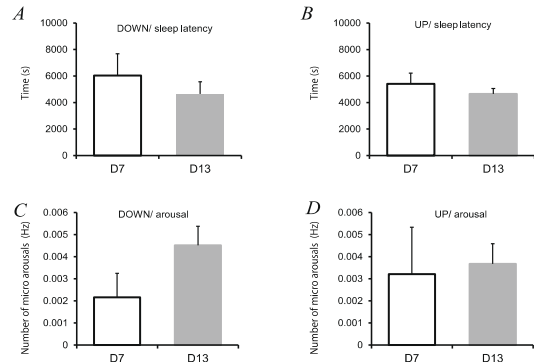 A
DOWN/ sleep latency
Time (s)
10000
8000
6000
4000
2000
0
D7
D13
B
UP/ sleep latency
Time (s)
10000
8000
6000
4000
2000
0
D7
D13
C
DOWN/ arousal
Number of micro arousals (Hz)
0.006
0.005
0.004
0.003
0.002
0.001
0
D7
D13
D
UP/ arousal
Number of micro arousals (Hz)
0.006
0.005
0.004
0.003
0.002
0.001
0
D7
D13